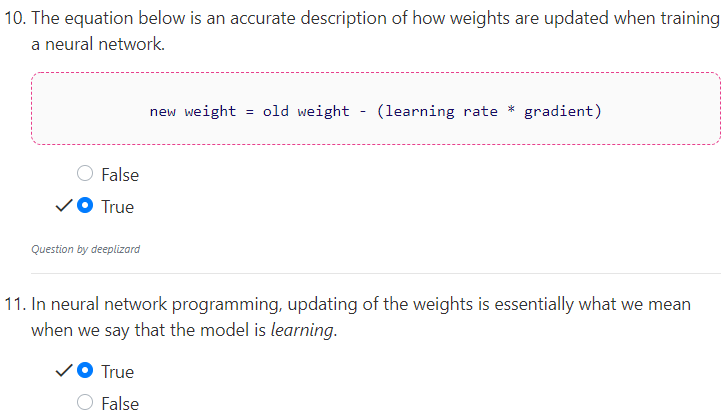 10. The equation below is an accurate description of how weights are updated when training
a neural network.
new weight = old weight - (learning rate * gradient)
False
True
Question by deeplizard
11. In neural network programming, updating of the weights is essentially what we mean
when we say that the model is learning.
True
False